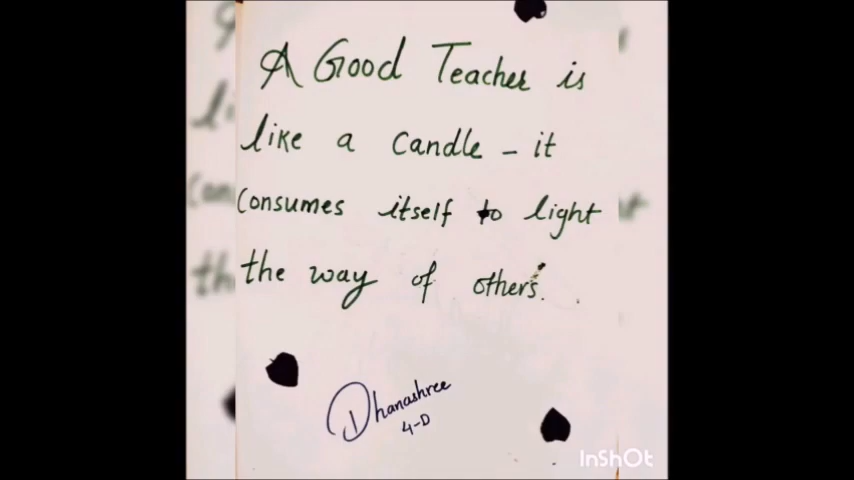 A Good Teacher is
like a candle - it
consumes itself to light
the way of others.
Dhanashree
4-D
InShOt